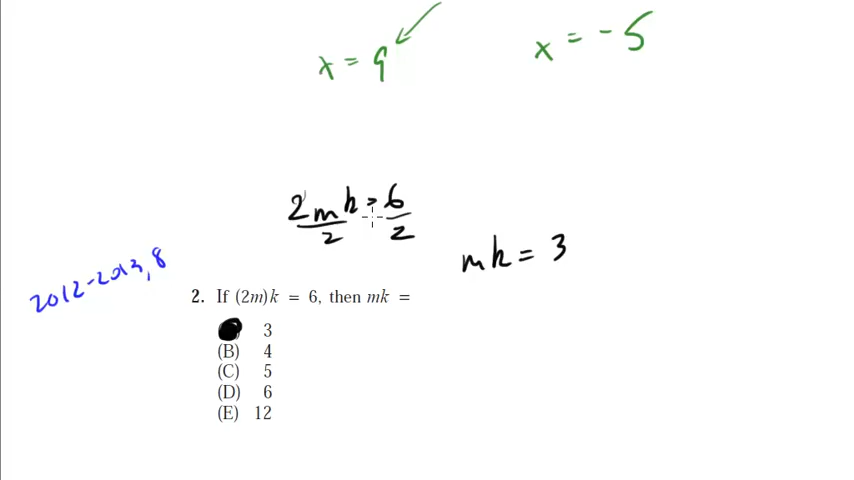 x = 9
x = -5
2mk = 6
2 2
mk = 3
2012-2013, 8
2. If (2m)k = 6, then mk =
3
(B) 4
(C) 5
(D) 6
(E) 12